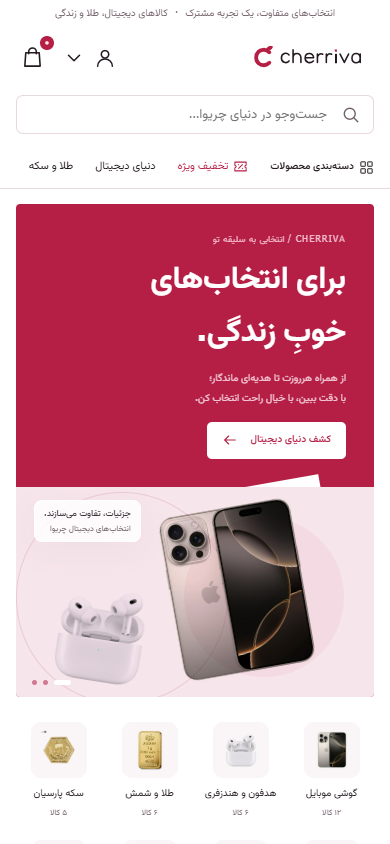 انتخاب‌های متفاوت، یک تجربه مشترک • کالاهای دیجیتال، طلا و زندگی
cherriva
جست‌وجو در دنیای چریوا...
دسته‌بندی محصولات
تخفیف ویژه
دنیای دیجیتال
طلا و سکه
CHERRIVA / انتخابی به سلیقه تو
برای انتخاب‌های
خوبِ زندگی.
از همراه هرروزت تا هدیه‌ای ماندگار؛
با دقت ببین، با خیال راحت انتخاب کن.
کشف دنیای دیجیتال
جزئیات، تفاوت می‌سازند.
انتخاب‌های دیجیتال چریوا
گوشی موبایل
۱۲ کالا
هدفون و هندزفری
۶ کالا
طلا و شمش
۶ کالا
سکه پارسیان
۵ کالا